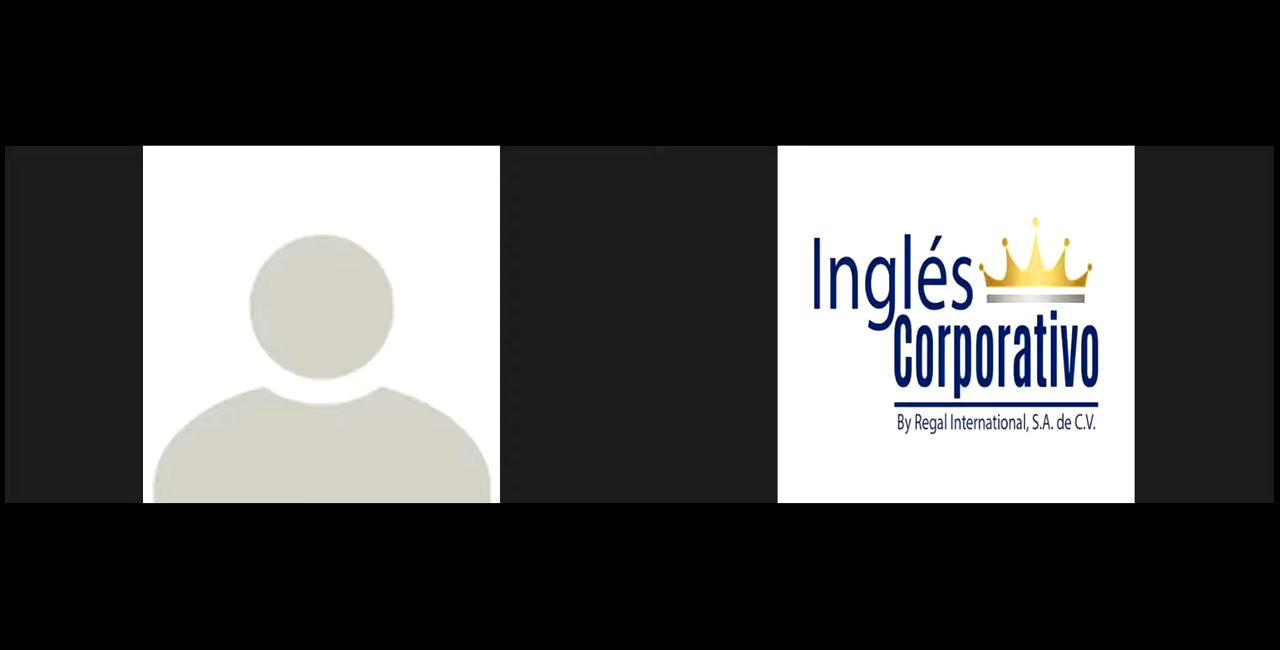 Inglés
Corporativo
By Regal International, S.A. de C.V.